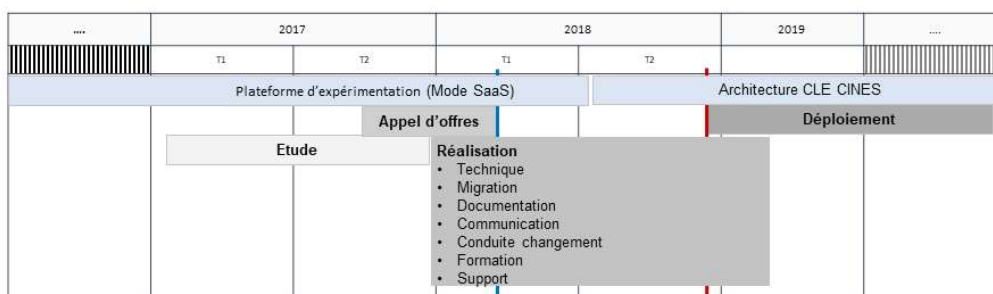 ....
2017
2018
2019
....
T1
T2
T1
T2
Plateforme d'expérimentation (Mode SaaS)
Architecture CLE CINES
Appel d'offres
Déploiement
Etude
Réalisation
• Technique
• Migration
• Documentation
• Communication
• Conduite changement
• Formation
• Support